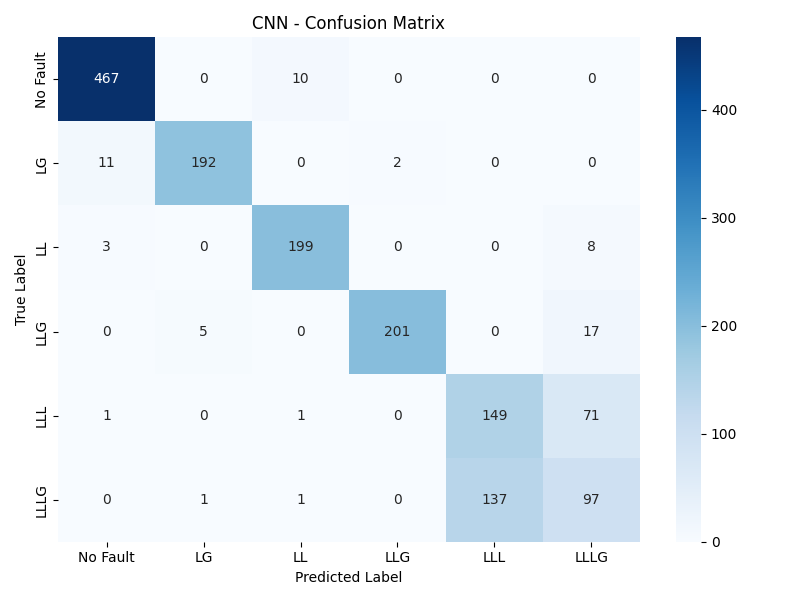 CNN - Confusion Matrix
True Label
No Fault 467 0 10 0 0 0
LG 11 192 0 2 0 0
LL 3 0 199 0 0 8
LLG 0 5 0 201 0 17
LLL 1 0 1 0 149 71
LLLG 0 1 1 0 137 97
No Fault LG LL LLG LLL LLLG
Predicted Label
400
300
200
100
0